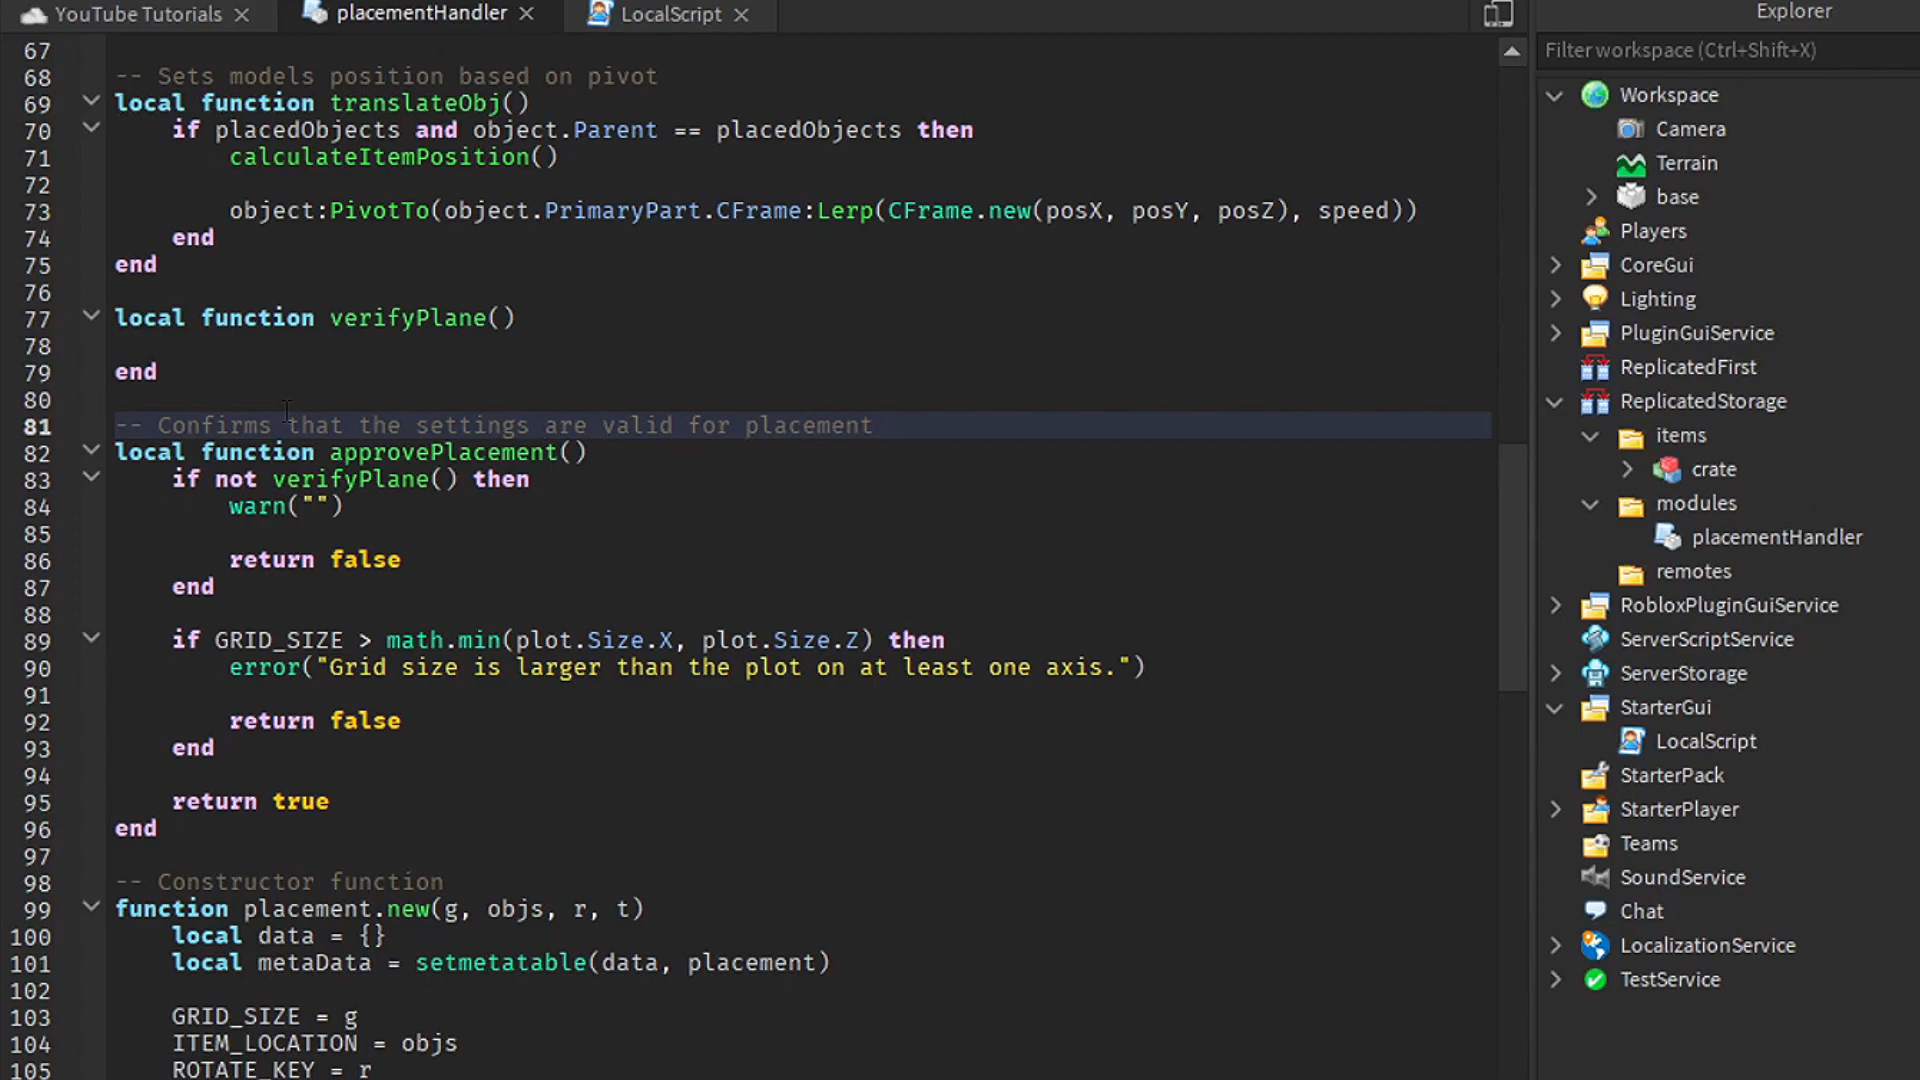 YouTube Tutorials
placementHandler
LocalScript
67
68 -- Sets models position based on pivot
69 local function translateObj()
70 if placedObjects and object.Parent == placedObjects then
71 calculateItemPosition()
72
73 object:PivotTo(object.PrimaryPart.CFrame:Lerp(CFrame.new(posX, posY, posZ), speed))
74 end
75 end
76
77 local function verifyPlane()
78
79 end
80
81 -- Confirms that the settings are valid for placement
82 local function approvePlacement()
83 if not verifyPlane() then
84 warn("")
85
86 return false
87 end
88
89 if GRID_SIZE > math.min(plot.Size.X, plot.Size.Z) then
90 error("Grid size is larger than the plot on at least one axis.")
91
92 return false
93 end
94
95 return true
96 end
97
98 -- Constructor function
99 function placement.new(g, objs, r, t)
100 local data = {}
101 local metaData = setmetatable(data, placement)
102
103 GRID_SIZE = g
104 ITEM_LOCATION = objs
105 ROTATE_KEY = r
Explorer
Filter workspace (Ctrl+Shift+X)
Workspace
Camera
Terrain
base
Players
CoreGui
Lighting
PluginGuiService
ReplicatedFirst
ReplicatedStorage
items
crate
modules
placementHandler
remotes
RobloxPluginGuiService
ServerScriptService
ServerStorage
StarterGui
LocalScript
StarterPack
StarterPlayer
Teams
SoundService
Chat
LocalizationService
TestService